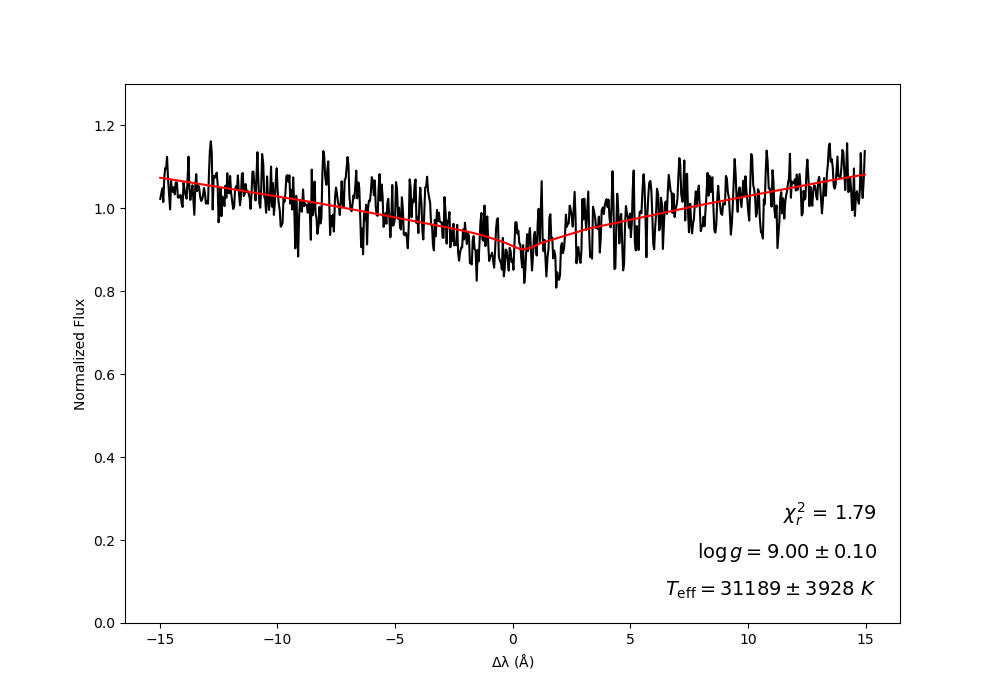 1.2
1.0
0.8
0.6
0.4
0.2
0.0
Normalized Flux
χ²ᵣ = 1.79
log g = 9.00 ± 0.10
T_eff = 31189 ± 3928 K
−15 −10 −5 0 5 10 15
Δλ (Å)